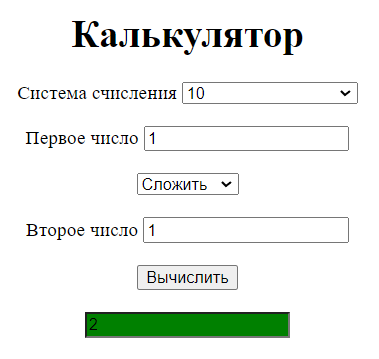 Калькулятор
Система счисления 10
Первое число 1
Сложить
Второе число 1
Вычислить
2